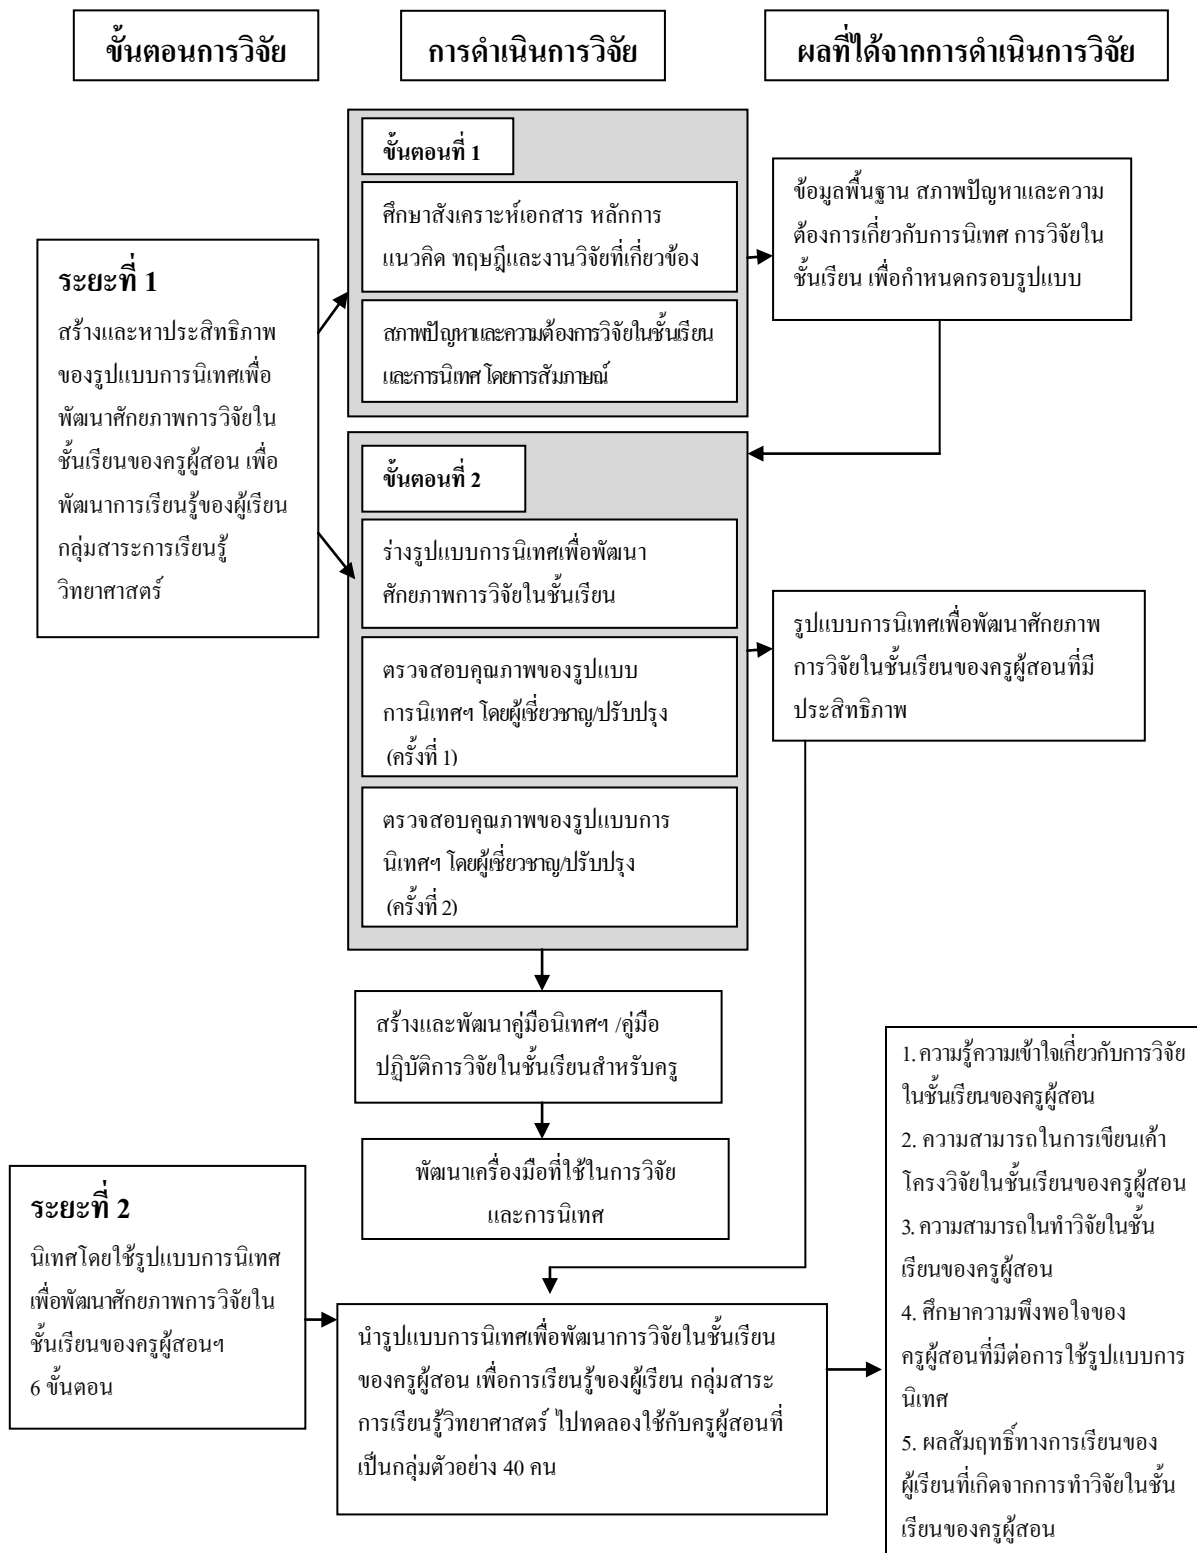 ขั้นตอนการวิจัย
การดำเนินการวิจัย
ผลที่ได้จากการดำเนินการวิจัย
ระยะที่ 1
สร้างและหาประสิทธิภาพ
ของรูปแบบการนิเทศเพื่อ
พัฒนาศักยภาพการวิจัยใน
ชั้นเรียนของครูผู้สอน เพื่อ
พัฒนาการเรียนรู้ของผู้เรียน
กลุ่มสาระการเรียนรู้
วิทยาศาสตร์
ขั้นตอนที่ 1
ศึกษาสังเคราะห์เอกสาร หลักการ
แนวคิด ทฤษฎีและงานวิจัยที่เกี่ยวข้อง
สภาพปัญหาและความต้องการวิจัยในชั้นเรียน
และการนิเทศ โดยการสัมภาษณ์
ข้อมูลพื้นฐาน สภาพปัญหาและความ
ต้องการเกี่ยวกับการนิเทศ การวิจัยใน
ชั้นเรียน เพื่อกำหนดกรอบรูปแบบ
ขั้นตอนที่ 2
ร่างรูปแบบการนิเทศเพื่อพัฒนา
ศักยภาพการวิจัยในชั้นเรียน
ตรวจสอบคุณภาพของรูปแบบ
การนิเทศฯ โดยผู้เชี่ยวชาญ/ปรับปรุง
(ครั้งที่ 1)
ตรวจสอบคุณภาพของรูปแบบการ
นิเทศฯ โดยผู้เชี่ยวชาญ/ปรับปรุง
(ครั้งที่ 2)
รูปแบบการนิเทศเพื่อพัฒนาศักยภาพ
การวิจัยในชั้นเรียนของครูผู้สอนที่มี
ประสิทธิภาพ
สร้างและพัฒนาคู่มือนิเทศฯ /คู่มือ
ปฏิบัติการวิจัยในชั้นเรียนสำหรับครู
พัฒนาเครื่องมือที่ใช้ในการวิจัย
และการนิเทศ
ระยะที่ 2
นิเทศโดยใช้รูปแบบการนิเทศ
เพื่อพัฒนาศักยภาพการวิจัยใน
ชั้นเรียนของครูผู้สอนฯ
6 ขั้นตอน
นำรูปแบบการนิเทศเพื่อพัฒนาการวิจัยในชั้นเรียน
ของครูผู้สอน เพื่อการเรียนรู้ของผู้เรียน กลุ่มสาระ
การเรียนรู้วิทยาศาสตร์ ไปทดลองใช้กับครูผู้สอนที่
เป็นกลุ่มตัวอย่าง 40 คน
1. ความรู้ความเข้าใจเกี่ยวกับการวิจัย
ในชั้นเรียนของครูผู้สอน
2. ความสามารถในการเขียนเค้า
โครงวิจัยในชั้นเรียนของครูผู้สอน
3. ความสามารถในทำวิจัยในชั้น
เรียนของครูผู้สอน
4. ศึกษาความพึงพอใจของ
ครูผู้สอนที่มีต่อการใช้รูปแบบการ
นิเทศ
5. ผลสัมฤทธิ์ทางการเรียนของ
ผู้เรียนที่เกิดจากการทำวิจัยในชั้น
เรียนของครูผู้สอน